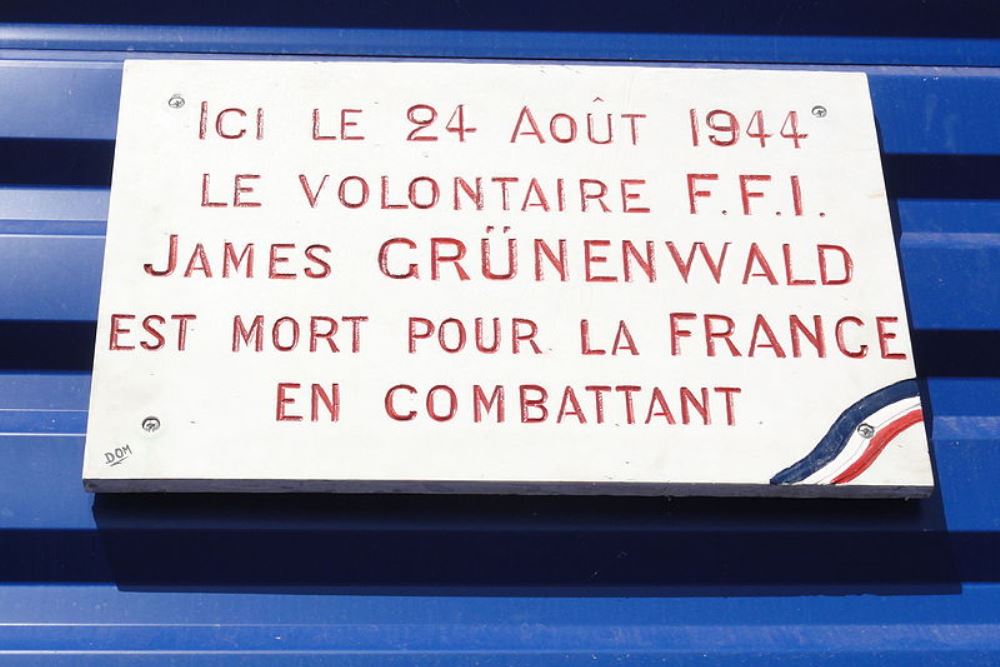 ICI LE 24 AOÛT 1944
LE VOLONTAIRE F.F.I.
JAMES GRÜNENWALD
EST MORT POUR LA FRANCE
EN COMBATTANT
DOM